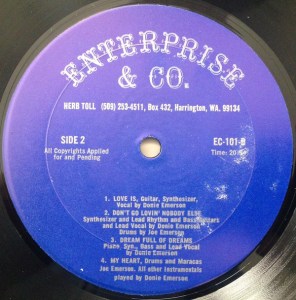 ENTERPRISE
& CO.
HERB TOLL (509) 253-4511, Box 432, Harrington, WA. 99134
SIDE 2
EC-101-B
All Copyrights Applied
for and Pending
Time: 20:
1. LOVE IS, Guitar, Synthesizer,
Vocal by Donie Emerson
2. DON'T GO LOVIN' NOBODY ELSE
Synthesizer and Lead Rhythm and Bass Guitars
and Lead Vocal by Donie Emerson
Drums by Joe Emerson
3. DREAM FULL OF DREAMS
Piano, Syn., Bass and Lead Vocal
by Donie Emerson
4. MY HEART, Drums and Maracas
Joe Emerson. All other instrumentals
played by Donie Emerson